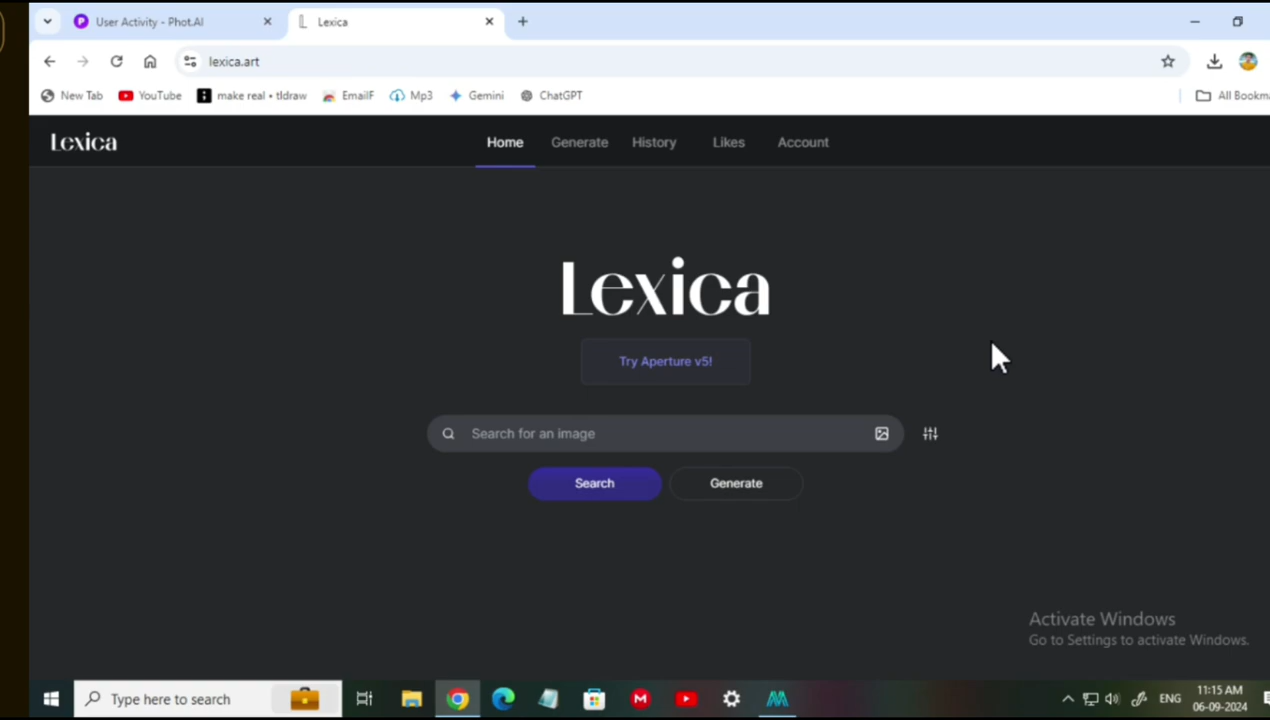 User Activity - Phot.AI
Lexica
lexica.art
New Tab YouTube make real • tldraw EmailF Mp3 Gemini ChatGPT All Bookma
Lexica Home Generate History Likes Account
Lexica
Try Aperture v5!
Search for an image
Search Generate
Activate Windows
Go to Settings to activate Windows.
Type here to search ENG 11:15 AM
06-09-2024